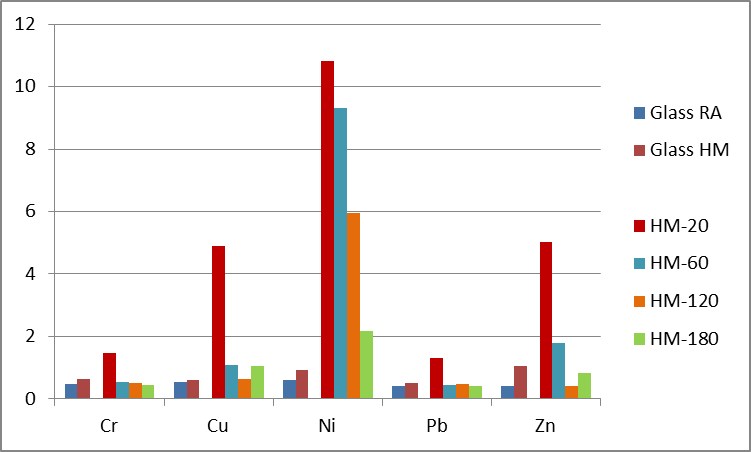 12
10
8
6
4
2
0
Cr Cu Ni Pb Zn
Glass RA
Glass HM
HM-20
HM-60
HM-120
HM-180